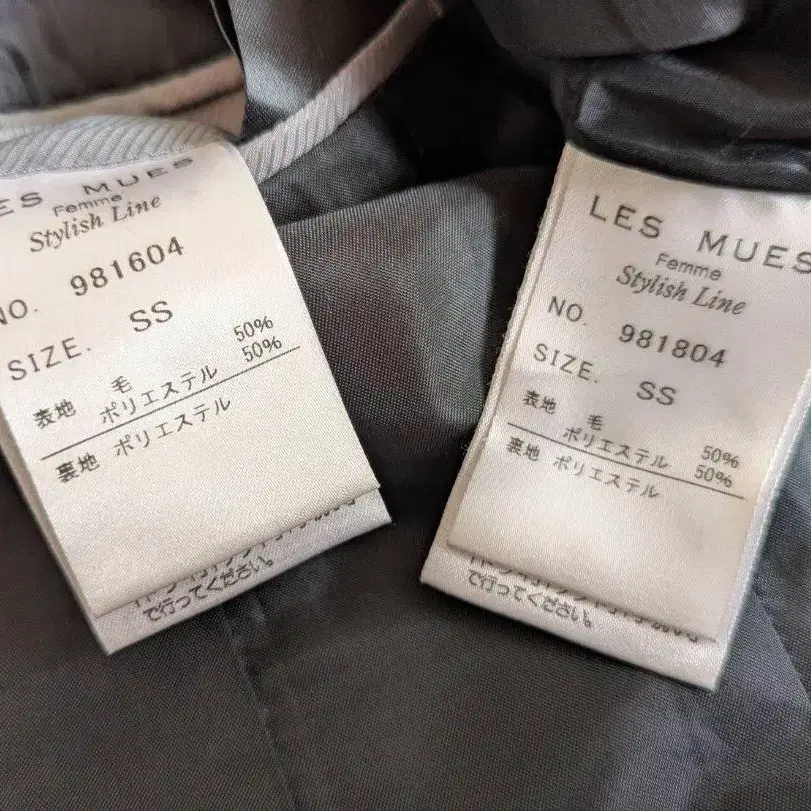 ES MUES
Femme
Stylish Line
NO. 981604
SIZE. SS
表地 毛 50%
ポリエステル 50%
裏地 ポリエステル
で行ってください。
LES MUES
Femme
Stylish Line
NO. 981804
SIZE. SS
表地 毛 50%
ポリエステル 50%
裏地 ポリエステル
で行ってください。